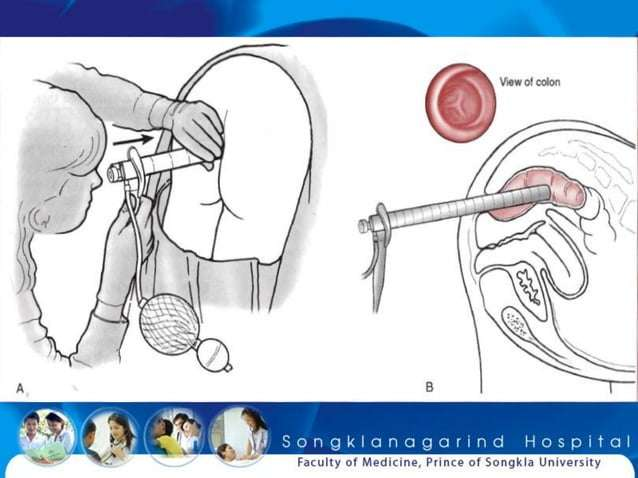 View of colon
A
B
Songklanagarind Hospital
Faculty of Medicine, Prince of Songkla University